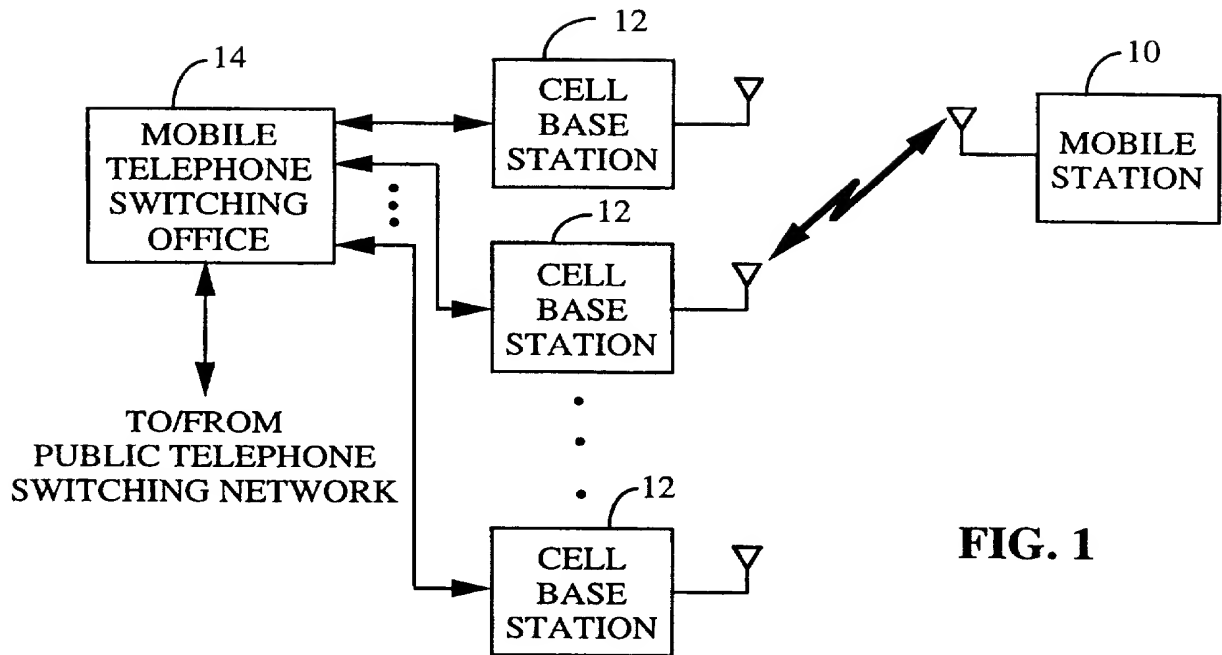 14
MOBILE
TELEPHONE
SWITCHING
OFFICE
TO/FROM
PUBLIC TELEPHONE
SWITCHING NETWORK
12
CELL
BASE
STATION
12
CELL
BASE
STATION
12
CELL
BASE
STATION
10
MOBILE
STATION
FIG. 1